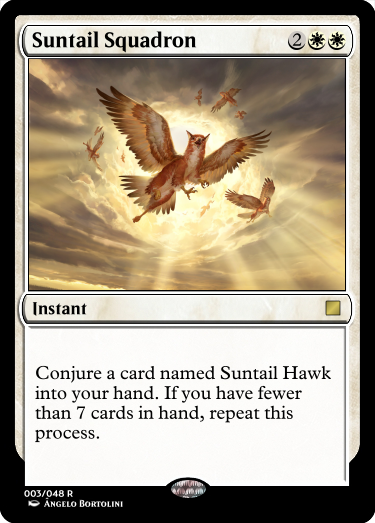 Suntail Squadron 2
Instant
Conjure a card named Suntail Hawk
into your hand. If you have fewer
than 7 cards in hand, repeat this
process.
003/048 R
Angelo Bortolini